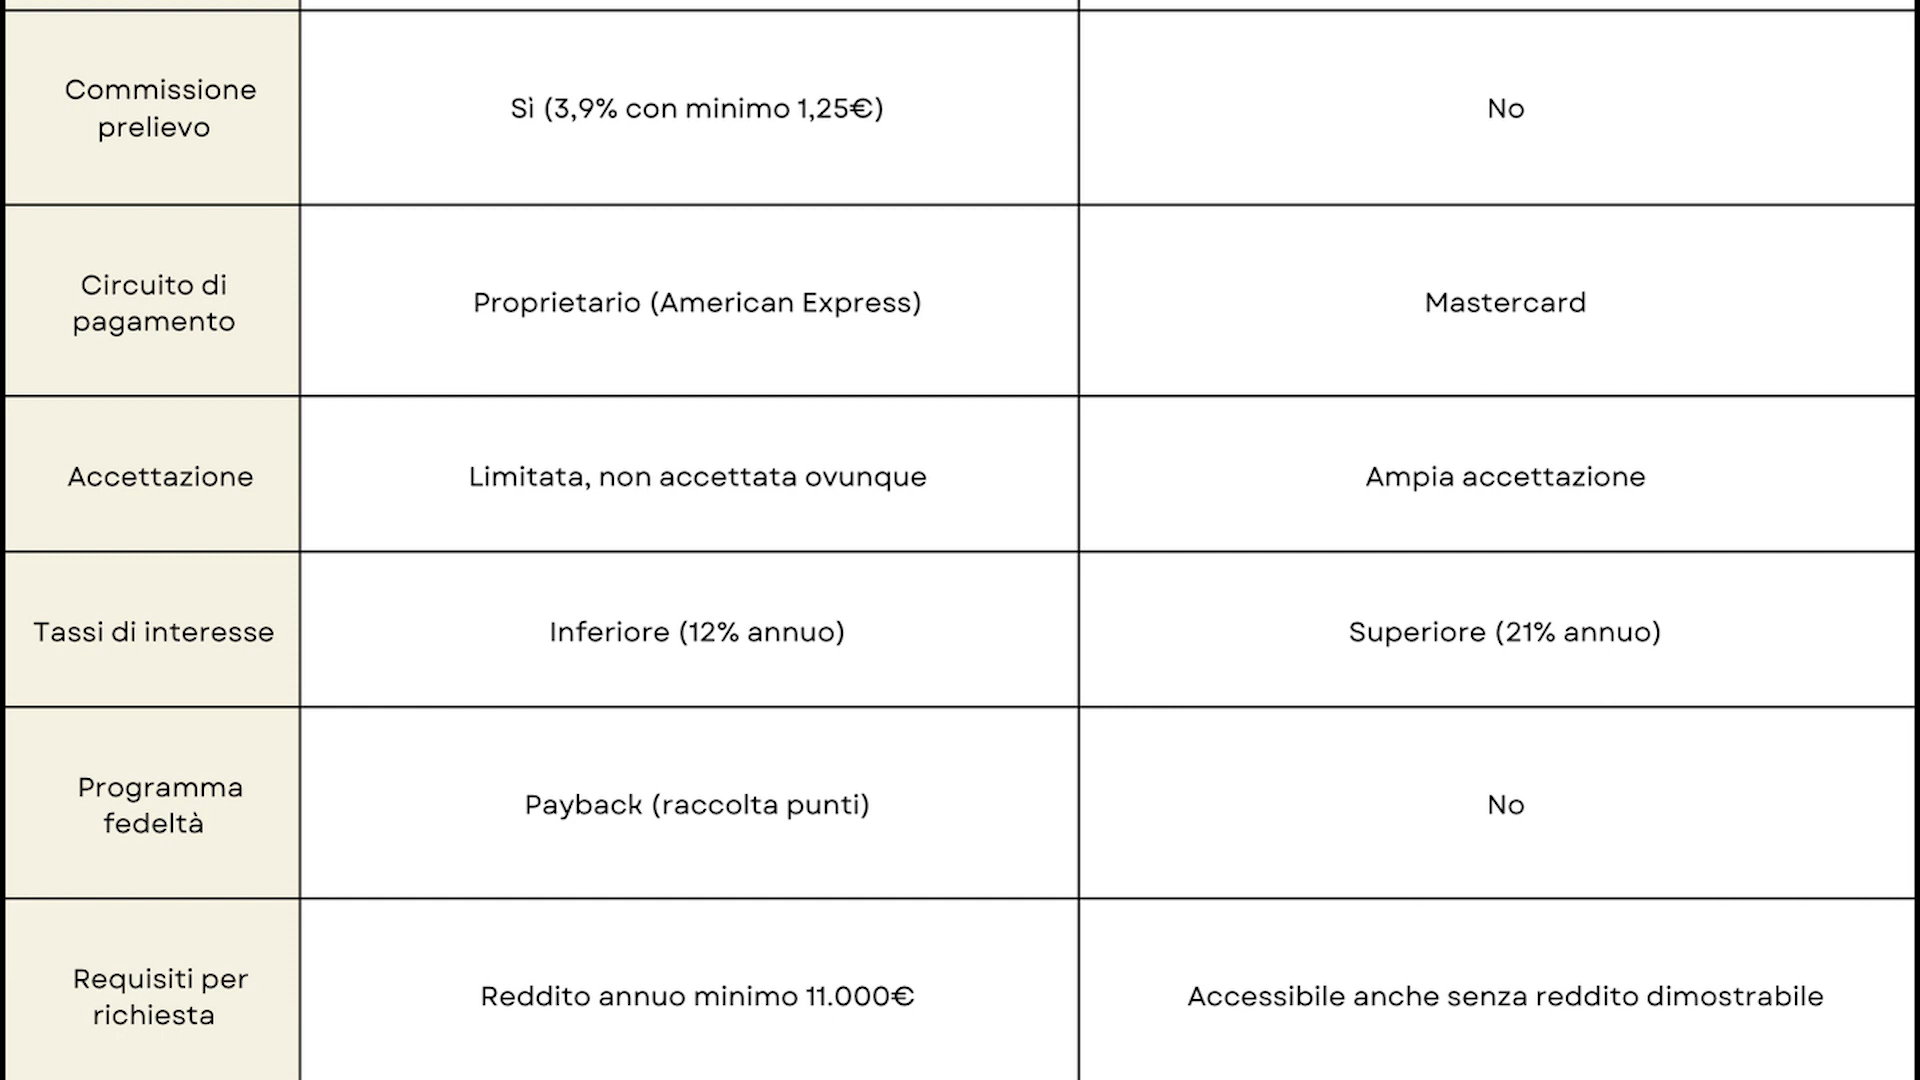 Commissione
prelievo
Sì (3,9% con minimo 1,25€)
No
Circuito di
pagamento
Proprietario (American Express)
Mastercard
Accettazione
Limitata, non accettata ovunque
Ampia accettazione
Tassi di interesse
Inferiore (12% annuo)
Superiore (21% annuo)
Programma
fedeltà
Payback (raccolta punti)
No
Requisiti per
richiesta
Reddito annuo minimo 11.000€
Accessibile anche senza reddito dimostrabile